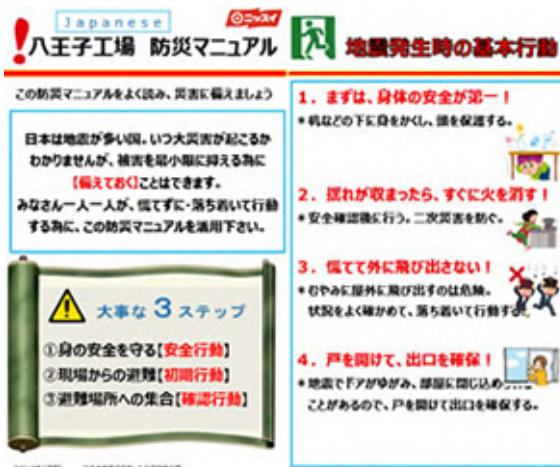 Japanese
ニッスイ
八王子工場 防災マニュアル
この防災マニュアルをよく読み、災害に備えましょう
日本は地震が多い国。いつ大災害が起こるか
わかりませんが、被害を最小限に抑える為に
【備えておく】ことはできます。
みなさん一人一人が、慌てずに・落ち着いて行動
する為に、この防災マニュアルを活用下さい。
大事な 3 ステップ
①身の安全を守る【安全行動】
②現場からの避難【初期行動】
③避難場所への集合【確認行動】
地震発生時の基本行動
1. まずは、身体の安全が第一!
*机などの下に身をかくし、頭を保護する。
2. 揺れが収まったら、すぐに火を消す!
*安全確認後に行う。二次災害を防ぐ。
3. 慌てて外に飛び出さない!
*むやみに屋外に飛び出すのは危険。
状況をよく確かめて、落ち着いて行動する
4. 戸を開けて、出口を確保!
*地震でドアがゆがみ、部屋に閉じ込め
ことがあるので、戸を開けて出口を確保する。